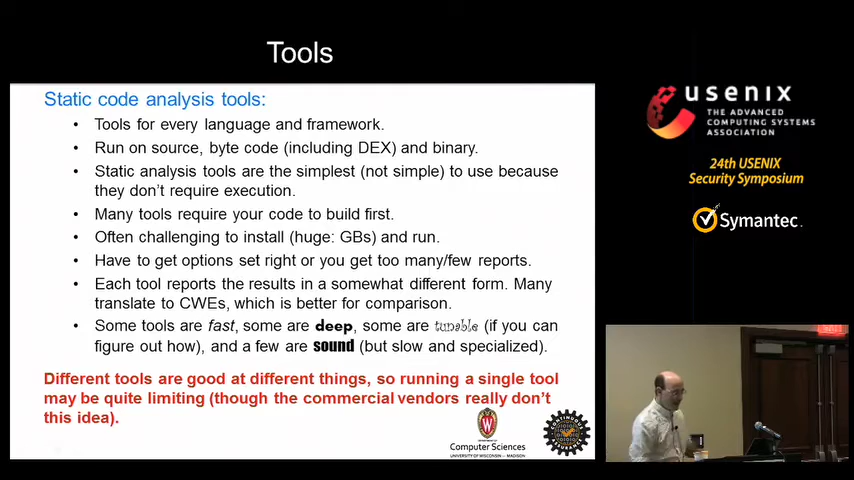 Tools
Static code analysis tools:
• Tools for every language and framework.
• Run on source, byte code (including DEX) and binary.
• Static analysis tools are the simplest (not simple) to use because
they don't require execution.
• Many tools require your code to build first.
• Often challenging to install (huge: GBs) and run.
• Have to get options set right or you get too many/few reports.
• Each tool reports the results in a somewhat different form. Many
translate to CWEs, which is better for comparison.
• Some tools are fast, some are deep, some are tunable (if you can
figure out how), and a few are sound (but slow and specialized).
Different tools are good at different things, so running a single tool
may be quite limiting (though the commercial vendors really don't
this idea).
W
DEPARTMENT OF
Computer Sciences
UNIVERSITY OF WISCONSIN – MADISON
CONTINUOUS
ASSURANCE
usenix
THE ADVANCED
COMPUTING SYSTEMS
ASSOCIATION
24th USENIX
Security Symposium
Symantec.